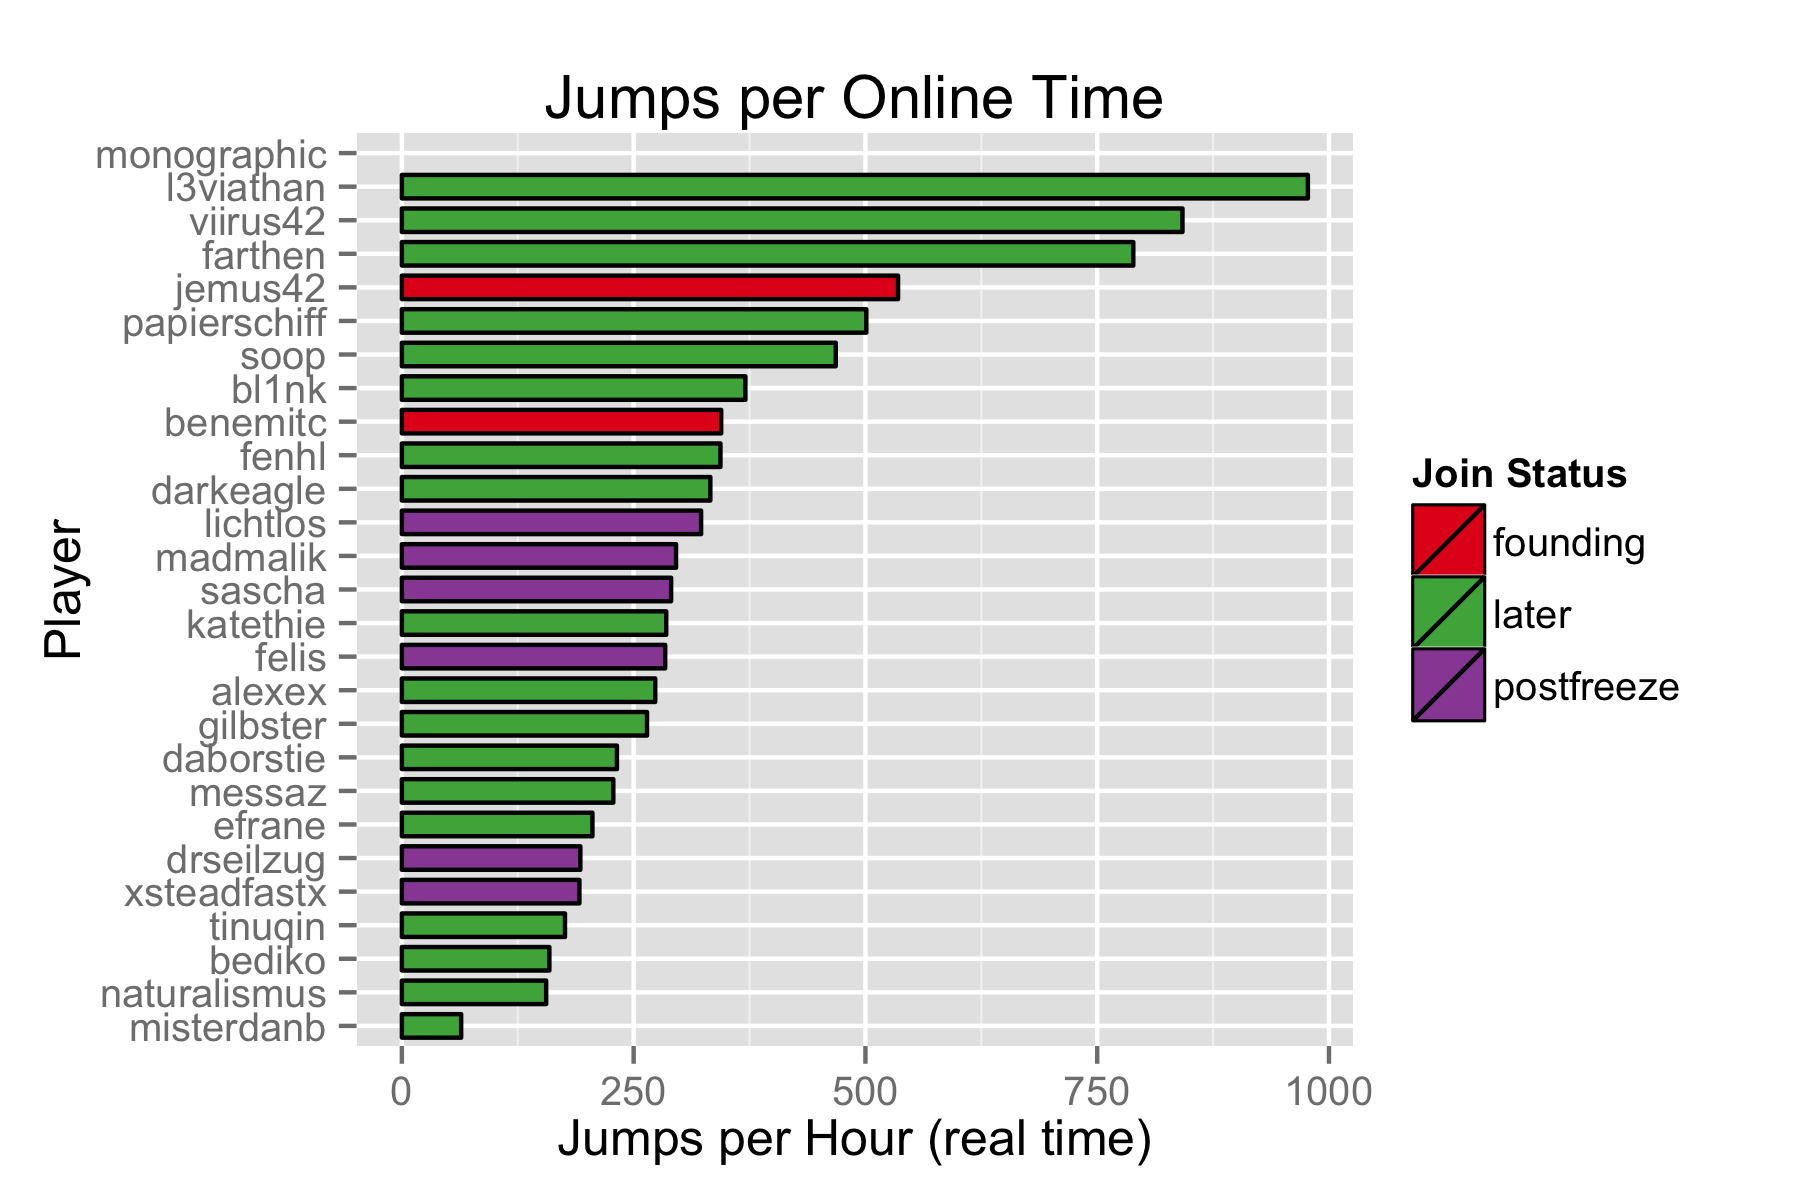 Jumps per Online Time
monographic
l3viathan
viirus42
farthen
jemus42
papierschiff
soop
bl1nk
benemitc
fenhl
darkeagle
lichtlos
madmalik
sascha
katethie
felis
alexex
gilbster
daborstie
messaz
efrane
drseilzug
xsteadfastx
tinuqin
bediko
naturalismus
misterdanb
Player
0 250 500 750 1000
Jumps per Hour (real time)
Join Status
founding
later
postfreeze